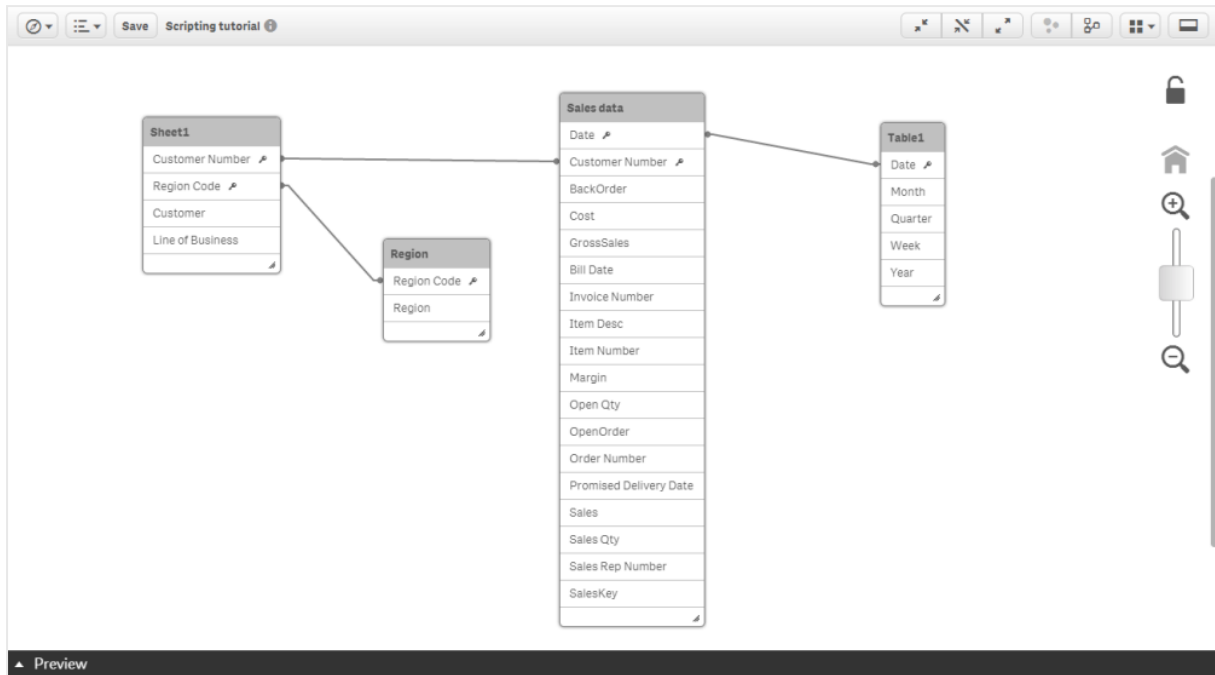 Save Scripting tutorial
Sheet1
Customer Number
Region Code
Customer
Line of Business
Region
Region Code
Region
Sales data
Date
Customer Number
BackOrder
Cost
GrossSales
Bill Date
Invoice Number
Item Desc
Item Number
Margin
Open Qty
OpenOrder
Order Number
Promised Delivery Date
Sales
Sales Qty
Sales Rep Number
SalesKey
Table1
Date
Month
Quarter
Week
Year
Preview